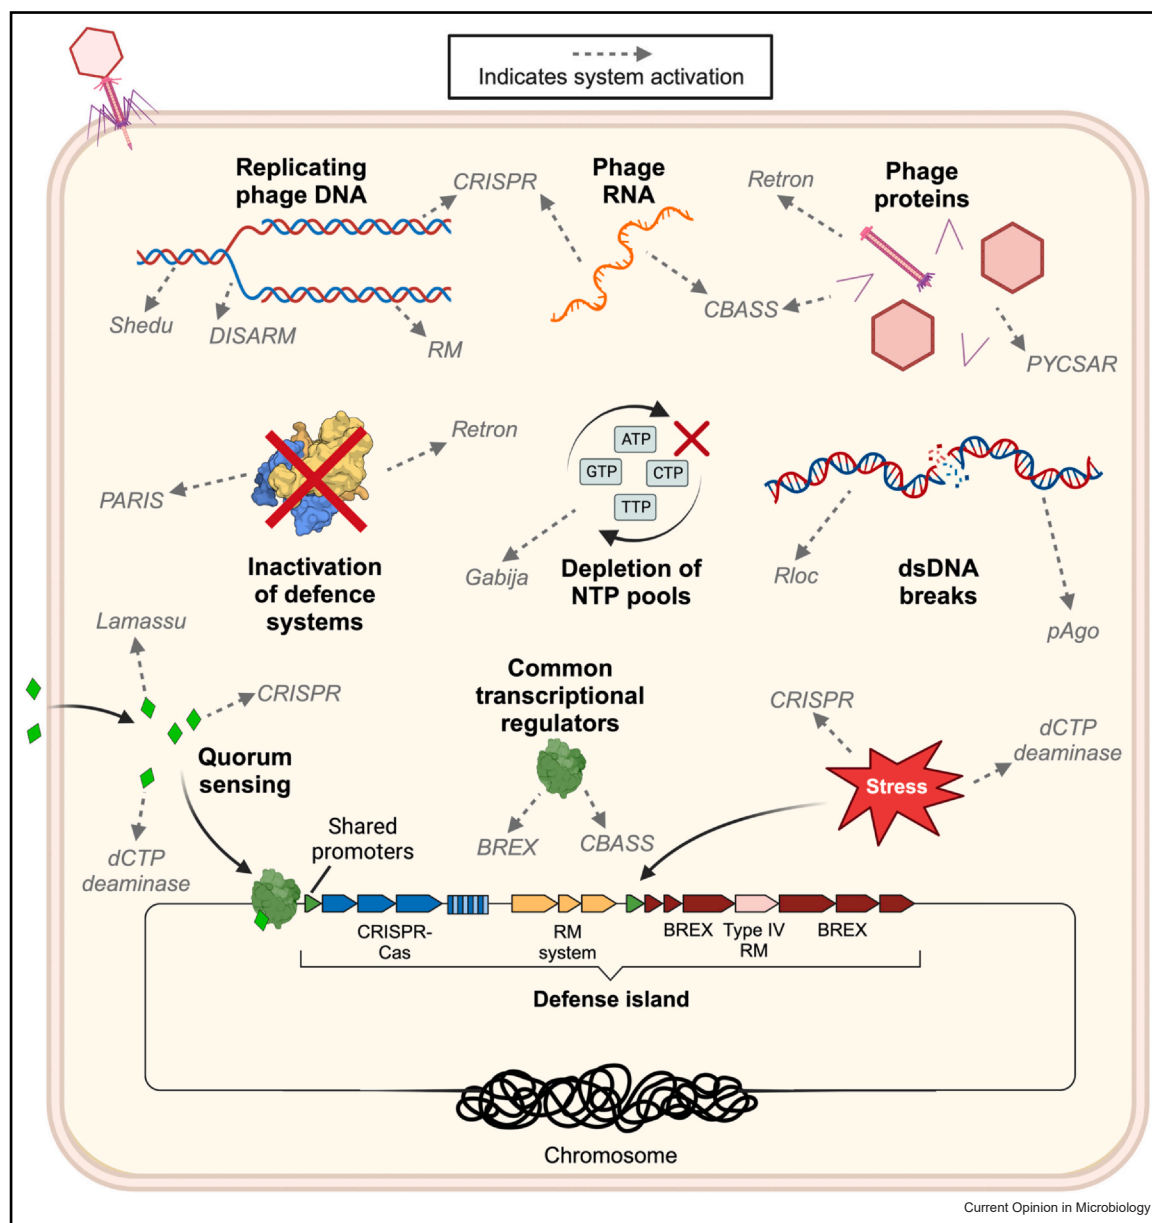 Indicates system activation
Replicating
phage DNA
CRISPR
Phage
RNA
Retron
Phage
proteins
Shedu
DISARM
RM
CBASS
PYCSAR
PARIS
Retron
Inactivation
of defence
systems
ATP
GTP
CTP
TTP
Gabija
Depletion of
NTP pools
Rloc
dsDNA
breaks
pAgo
Lamassu
CRISPR
Quorum
sensing
dCTP
deaminase
Common
transcriptional
regulators
BREX
CBASS
CRISPR
Stress
dCTP
deaminase
Shared
promoters
CRISPR-
Cas
RM
system
BREX
Type IV
RM
BREX
Defense island
Chromosome
Current Opinion in Microbiology